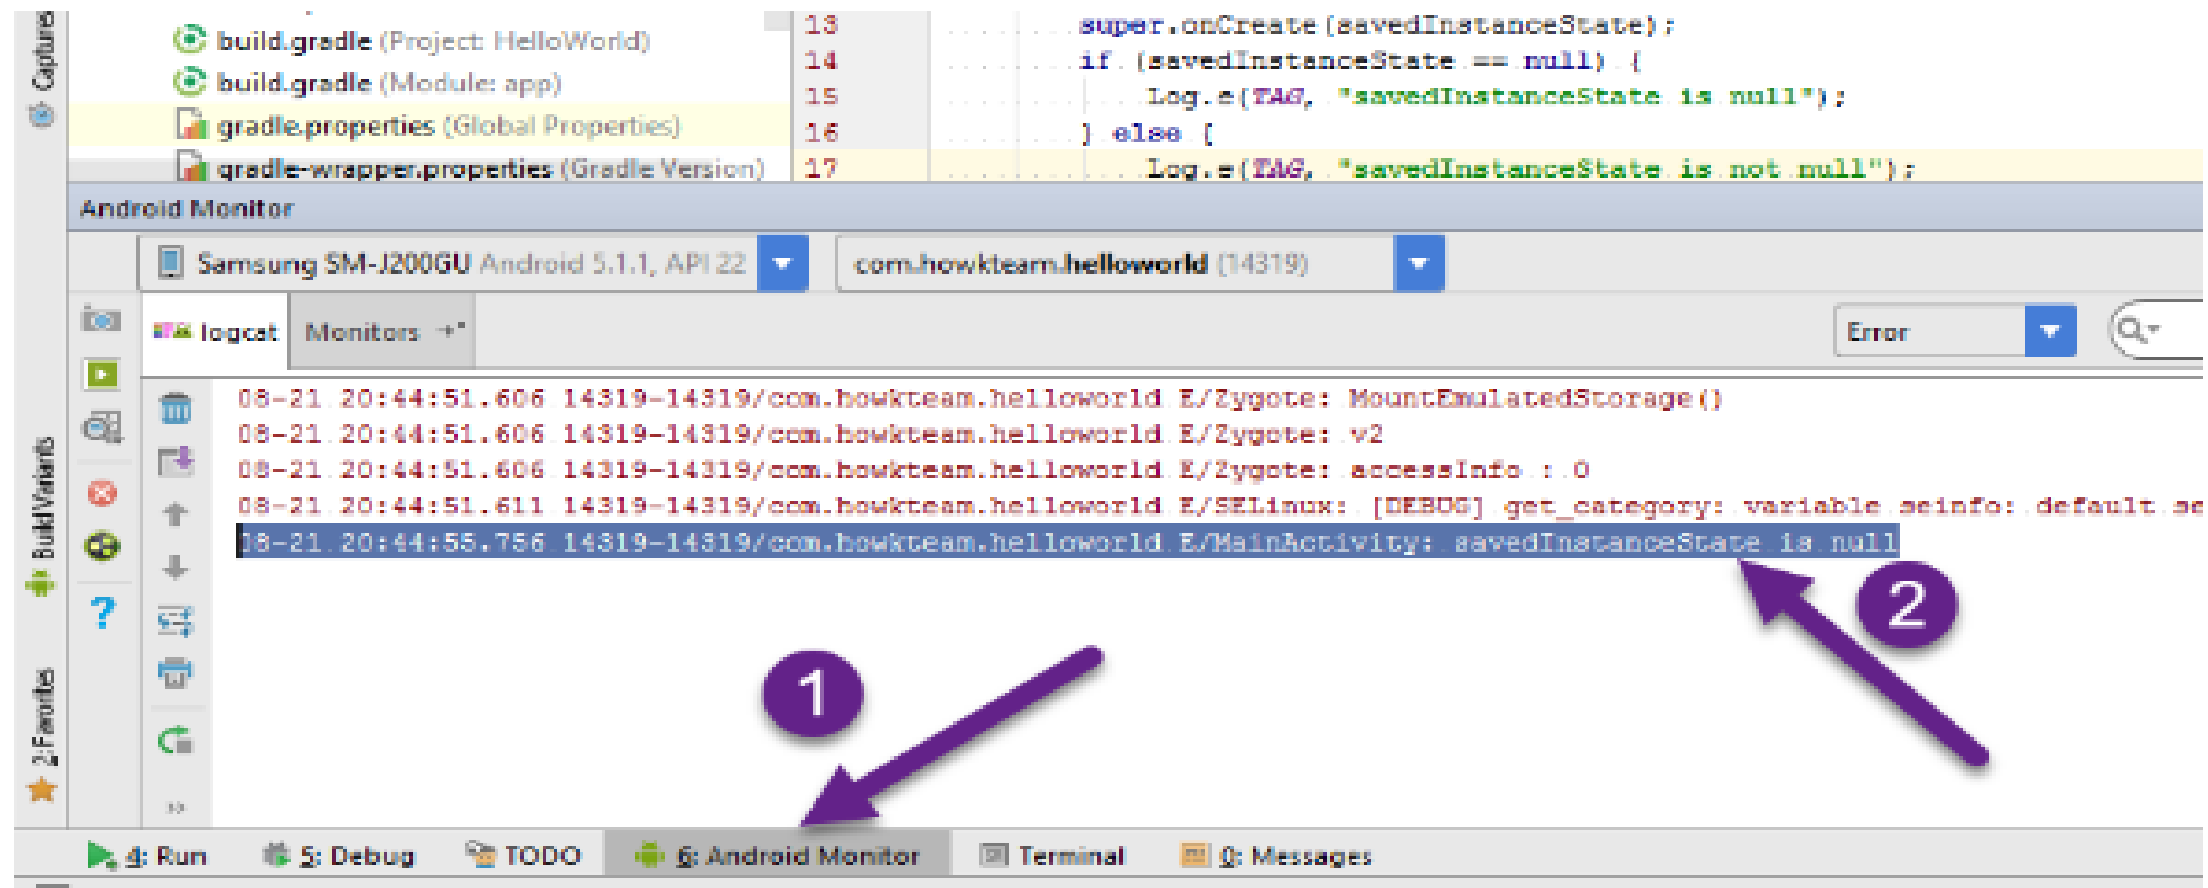 Captures
build.gradle (Project: HelloWorld)
build.gradle (Module: app)
gradle.properties (Global Properties)
gradle-wrapper.properties (Gradle Version)
13 super.onCreate(savedInstanceState);
14 if (savedInstanceState == null) {
15 Log.e(TAG, "savedInstanceState is null");
16 } else {
17 Log.e(TAG, "savedInstanceState is not null");
Android Monitor
Samsung SM-J200GU Android 5.1.1, API 22
com.howkteam.helloworld (14319)
logcat
Monitors
Error
08-21 20:44:51.606 14319-14319/com.howkteam.helloworld E/Zygote: MountEmulatedStorage()
08-21 20:44:51.606 14319-14319/com.howkteam.helloworld E/Zygote: v2
08-21 20:44:51.606 14319-14319/com.howkteam.helloworld E/Zygote: accessInfo : 0
08-21 20:44:51.611 14319-14319/com.howkteam.helloworld E/SELinux: [DEBUG] get_category: variable seinfo: default se
08-21 20:44:55.756 14319-14319/com.howkteam.helloworld E/MainActivity: savedInstanceState is null
Build Variants
2: Favorites
1
2
4: Run
5: Debug
TODO
6: Android Monitor
Terminal
0: Messages